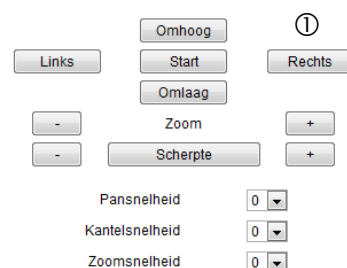 Omhoog ①
Links Start Rechts
Omlaag
- Zoom +
- Scherpte +
Pansnelheid 0
Kantelsnelheid 0
Zoomsnelheid 0